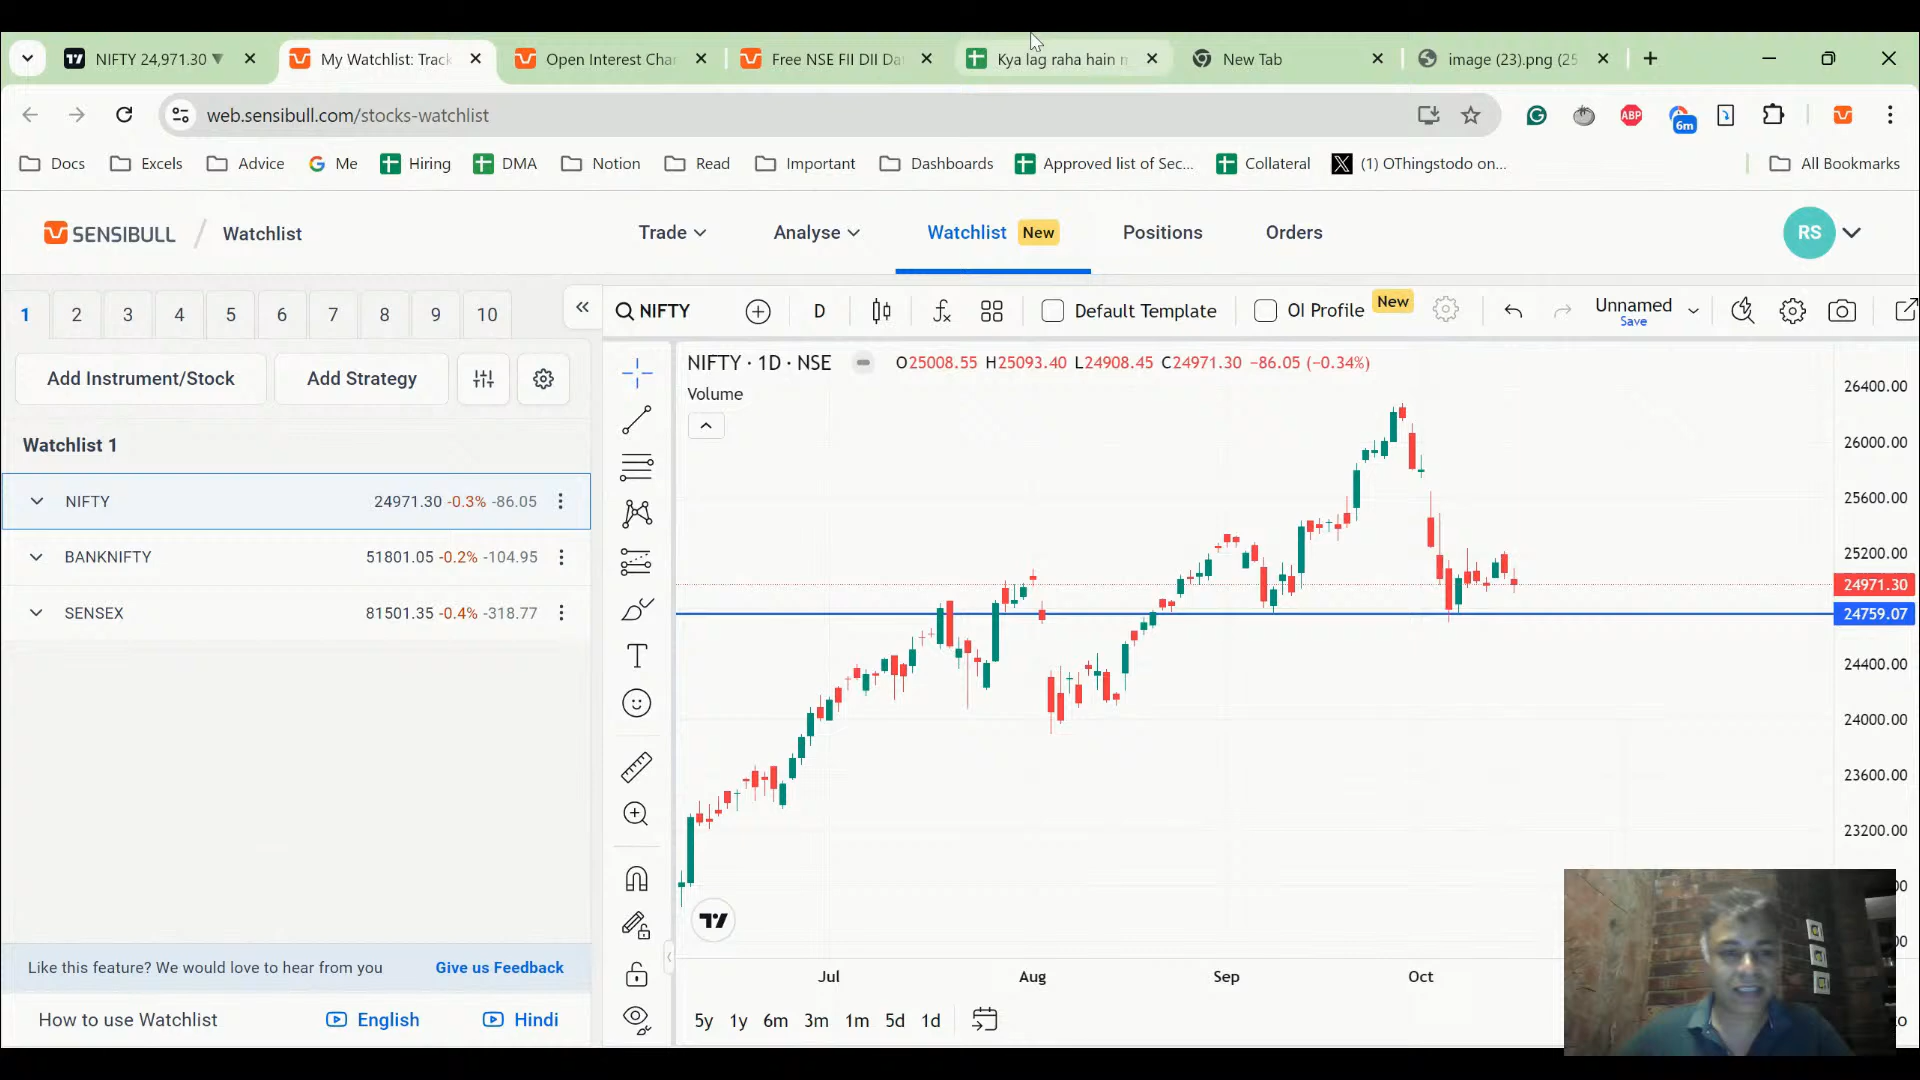 NIFTY 24,971.30 ▼
My Watchlist: Track
Open Interest Char
Free NSE FII DII Da
Kya lag raha hain m
New Tab
image (23).png (25
web.sensibull.com/stocks-watchlist
ABP
6m
Docs
Excels
Advice
Me
Hiring
DMA
Notion
Read
Important
Dashboards
Approved list of Sec...
Collateral
(1) OThingstodo on...
All Bookmarks
SENSIBULL / Watchlist
Trade
Analyse
Watchlist New
Positions
Orders
RS
1 2 3 4 5 6 7 8 9 10
NIFTY
D
Default Template
OI Profile New
Unnamed
Save
Add Instrument/Stock
Add Strategy
NIFTY · 1D · NSE O25008.55 H25093.40 L24908.45 C24971.30 −86.05 (−0.34%)
Volume
Watchlist 1
NIFTY 24971.30 -0.3% -86.05
BANKNIFTY 51801.05 -0.2% -104.95
SENSEX 81501.35 -0.4% -318.77
26400.00
26000.00
25600.00
25200.00
24971.30
24759.07
24400.00
24000.00
23600.00
23200.00
Jul Aug Sep Oct
5y 1y 6m 3m 1m 5d 1d
Like this feature? We would love to hear from you Give us Feedback
How to use Watchlist English Hindi